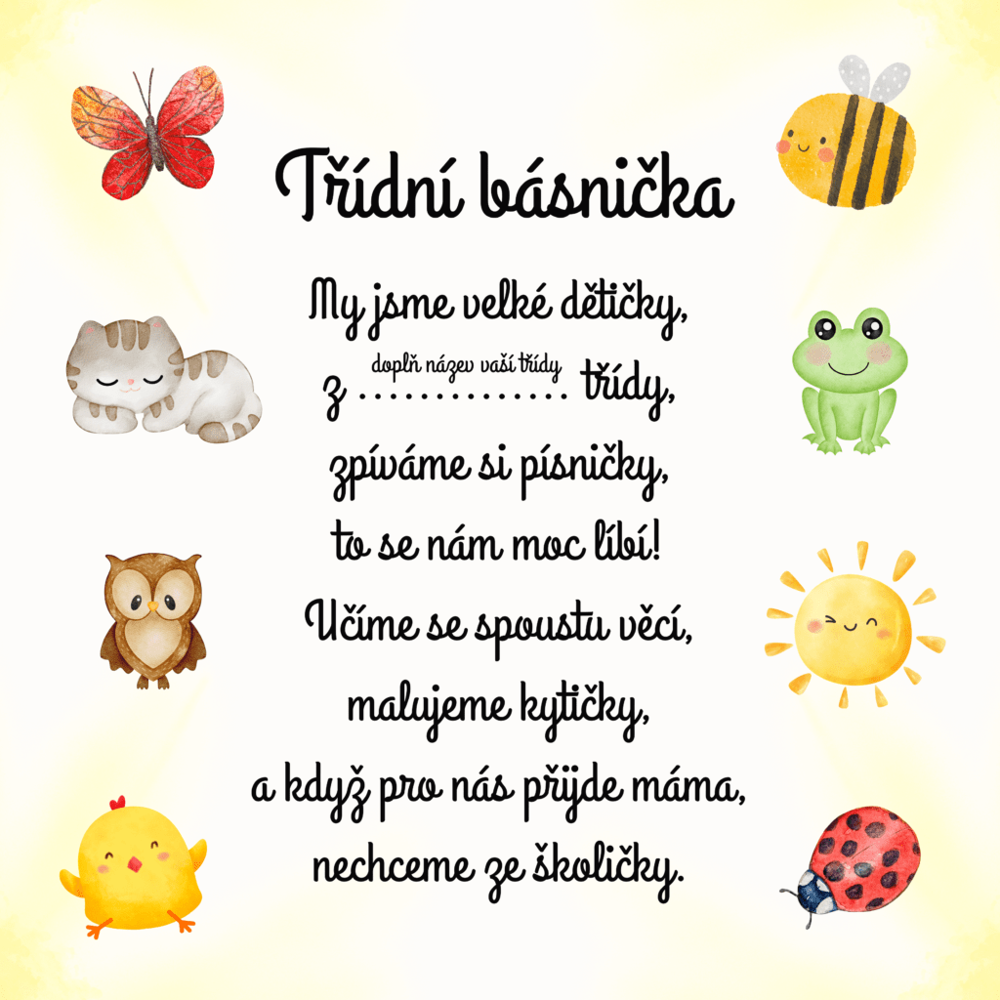 Třídní básnička
My jsme velké dětičky,
doplň název vaší třídy
z .............. třídy,
zpíváme si písničky,
to se nám moc líbí!
Učíme se spoustu věcí,
malujeme kytičky,
a když pro nás přijde máma,
nechceme ze školičky.